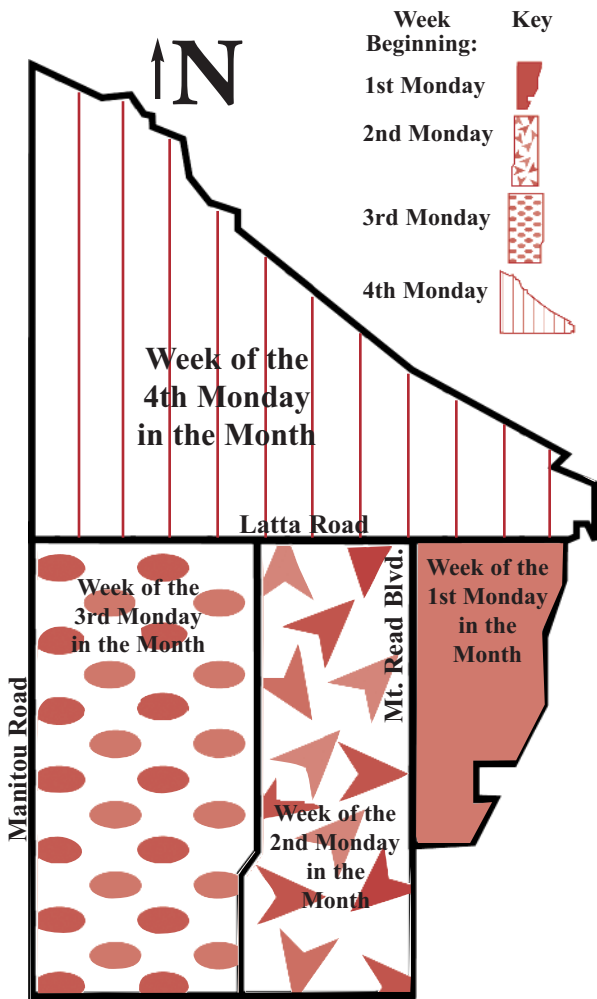 N
Week
Beginning:
Key
1st Monday
2nd Monday
3rd Monday
4th Monday
Week of the
4th Monday
in the Month
Latta Road
Manitou Road
Week of the
3rd Monday
in the Month
Mt. Read Blvd.
Week of the
2nd Monday
in the
Month
Week of the
1st Monday
in the
Month